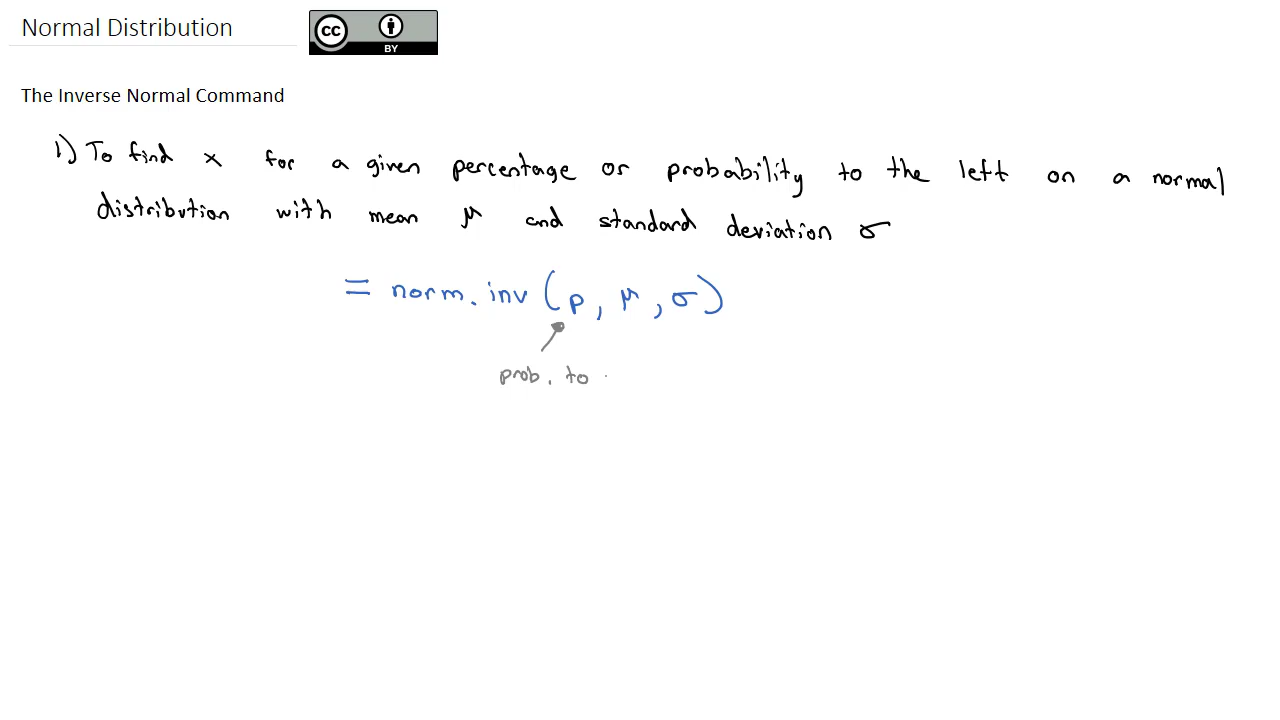 Normal Distribution
CC BY
The Inverse Normal Command
1) To find x for a given percentage or probability to the left on a normal
distribution with mean μ and standard deviation σ
= norm.inv(p, μ, σ)
prob. to